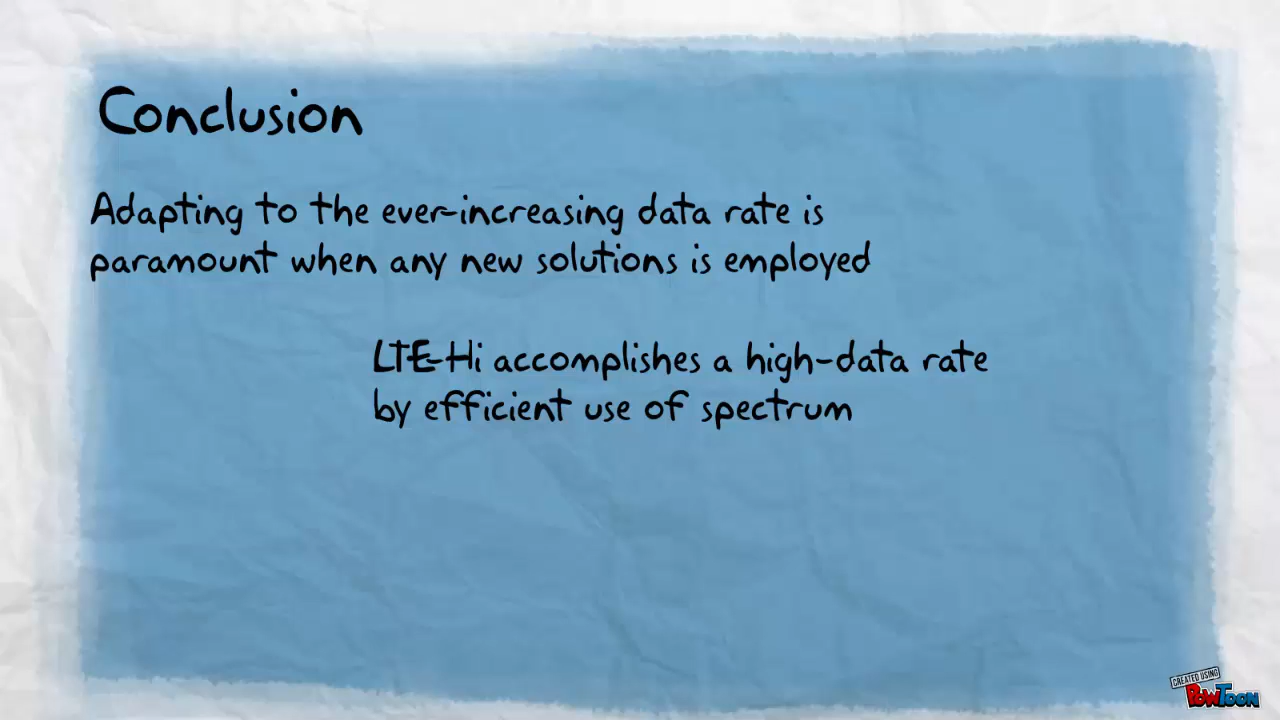 Conclusion
Adapting to the ever-increasing data rate is
paramount when any new solutions is employed
LTE-Hi accomplishes a high-data rate
by efficient use of spectrum
CREATED USING
POWTOON